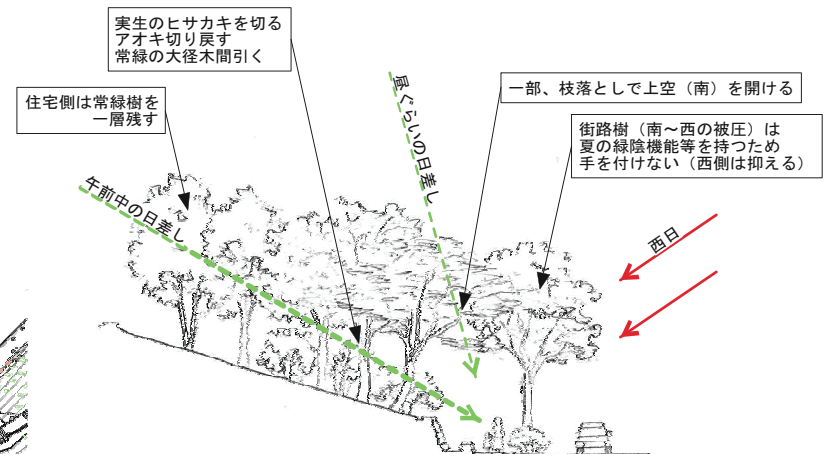 実生のヒサカキを切る
アオキ切り戻す
常緑の大径木間引く
住宅側は常緑樹を
一層残す
午前中の日差し
昼ぐらいの日差し
一部、枝落としで上空（南）を開ける
街路樹（南〜西の被圧）は
夏の緑陰機能等を持つため
手を付けない（西側は抑える）
西日